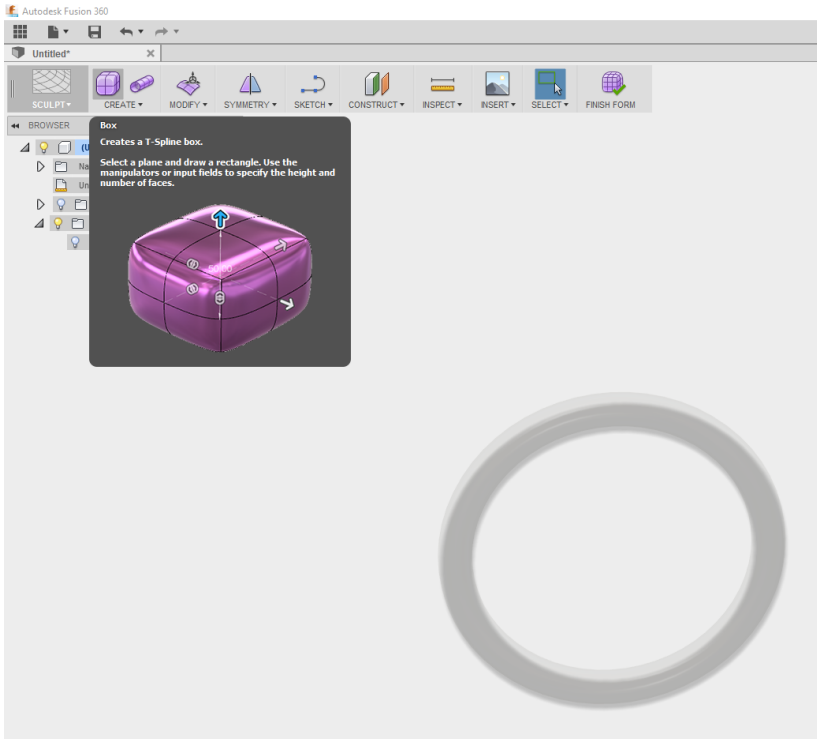 Autodesk Fusion 360
Untitled*
SCULPT
CREATE
MODIFY
SYMMETRY
SKETCH
CONSTRUCT
INSPECT
INSERT
SELECT
FINISH FORM
BROWSER
(U
Na
Un
Box
Creates a T-Spline box.
Select a plane and draw a rectangle. Use the
manipulators or input fields to specify the height and
number of faces.